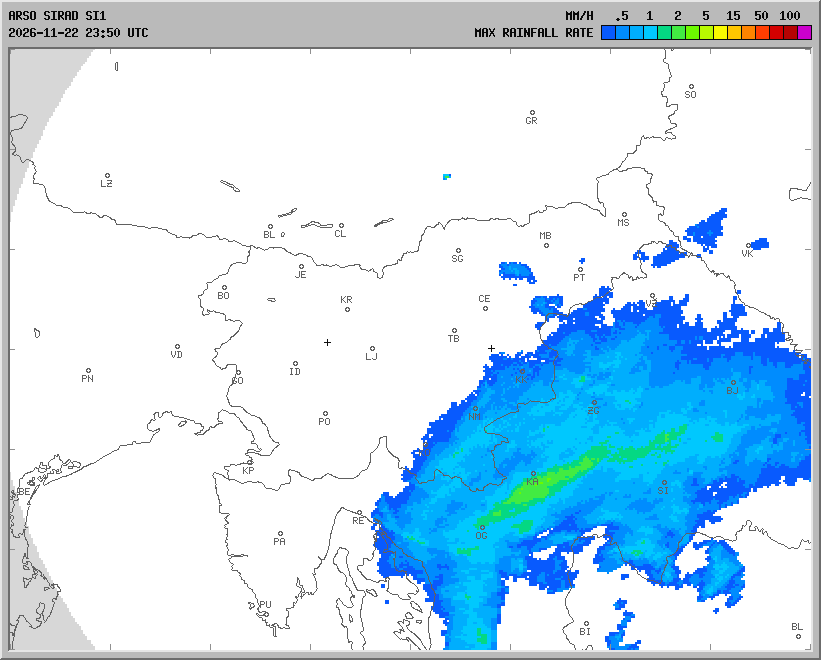 ARSO SIRAD SI1
2026-11-22 23:50 UTC
MM/H .5 1 2 5 15 50 100
MAX RAINFALL RATE
SO
GR
LZ
MS
BL
CL
MB
VK
SG
PT
JE
BO
KR
CE
VŽ
TB
VD
LJ
GO
ID
PN
KK
BJ
NM
ZG
PO
KP
KA
SI
BE
RE
OG
PA
PU
BI
BL